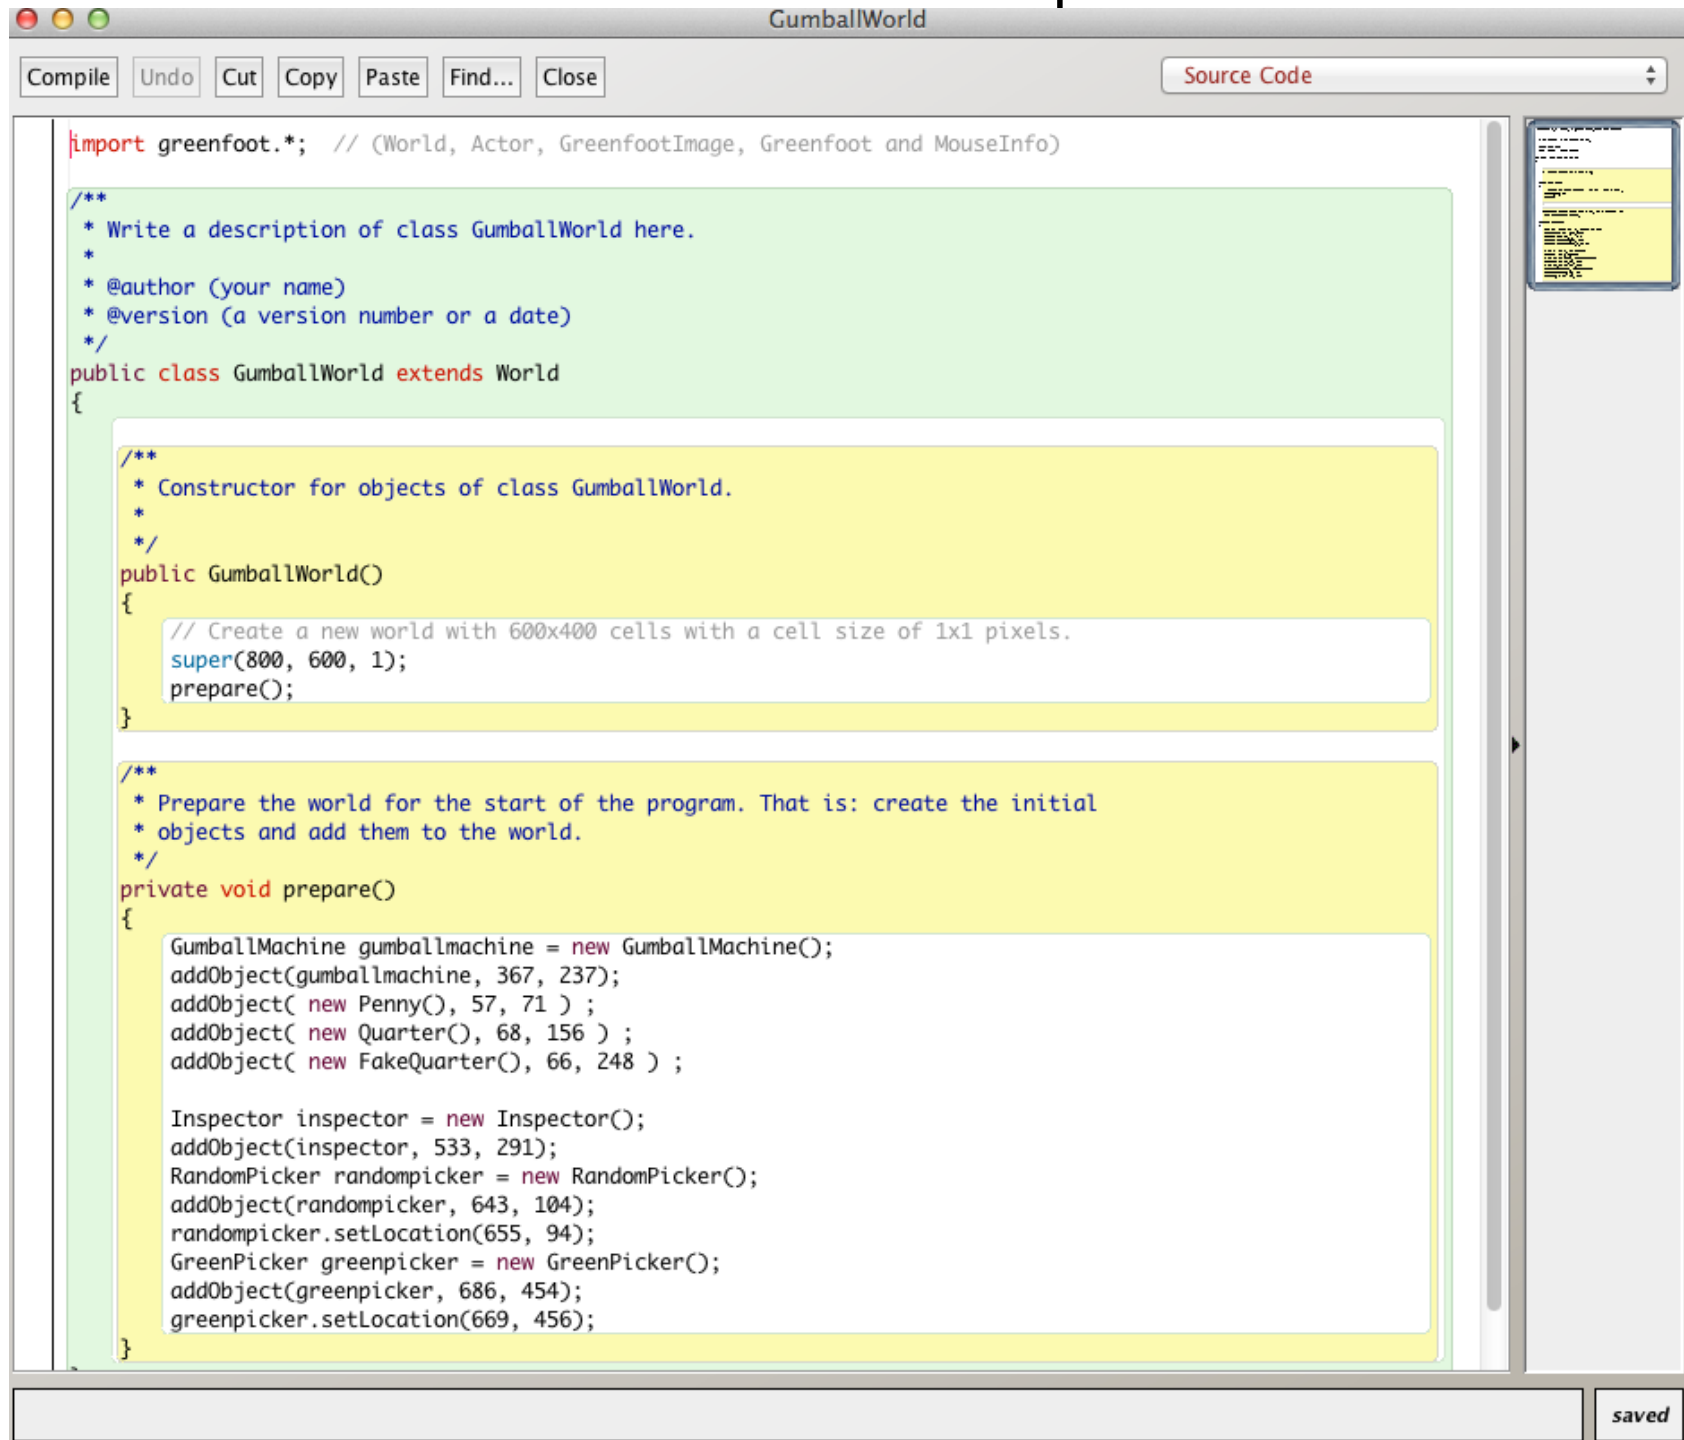 GumballWorld
Compile Undo Cut Copy Paste Find... Close Source Code
import greenfoot.*;  // (World, Actor, GreenfootImage, Greenfoot and MouseInfo)
/**
 * Write a description of class GumballWorld here.
 *
 * @author (your name)
 * @version (a version number or a date)
 */
public class GumballWorld extends World
{
    /**
     * Constructor for objects of class GumballWorld.
     *
     */
    public GumballWorld()
    {
        // Create a new world with 600x400 cells with a cell size of 1x1 pixels.
        super(800, 600, 1);
        prepare();
    }
    /**
     * Prepare the world for the start of the program. That is: create the initial
     * objects and add them to the world.
     */
    private void prepare()
    {
        GumballMachine gumballmachine = new GumballMachine();
        addObject(gumballmachine, 367, 237);
        addObject( new Penny(), 57, 71 ) ;
        addObject( new Quarter(), 68, 156 ) ;
        addObject( new FakeQuarter(), 66, 248 ) ;
        Inspector inspector = new Inspector();
        addObject(inspector, 533, 291);
        RandomPicker randompicker = new RandomPicker();
        addObject(randompicker, 643, 104);
        randompicker.setLocation(655, 94);
        GreenPicker greenpicker = new GreenPicker();
        addObject(greenpicker, 686, 454);
        greenpicker.setLocation(669, 456);
    }
saved